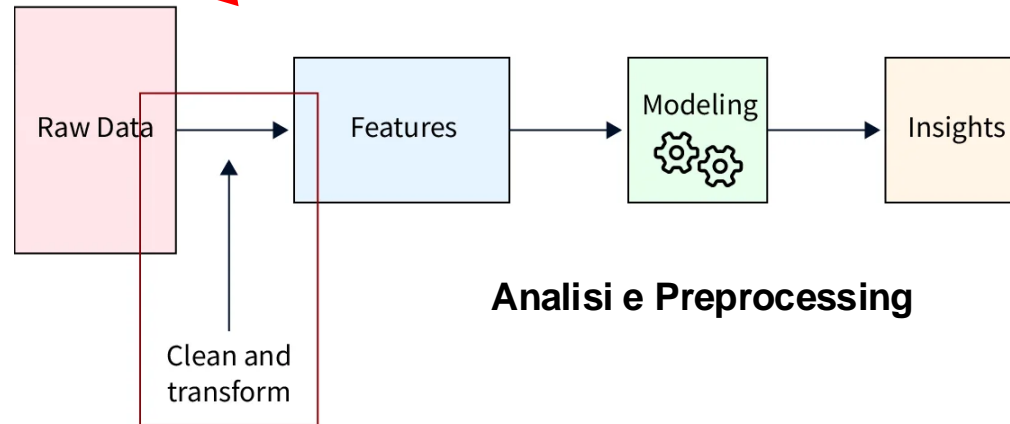 Raw Data
Features
Modeling
Insights
Analisi e Preprocessing
Clean and
transform